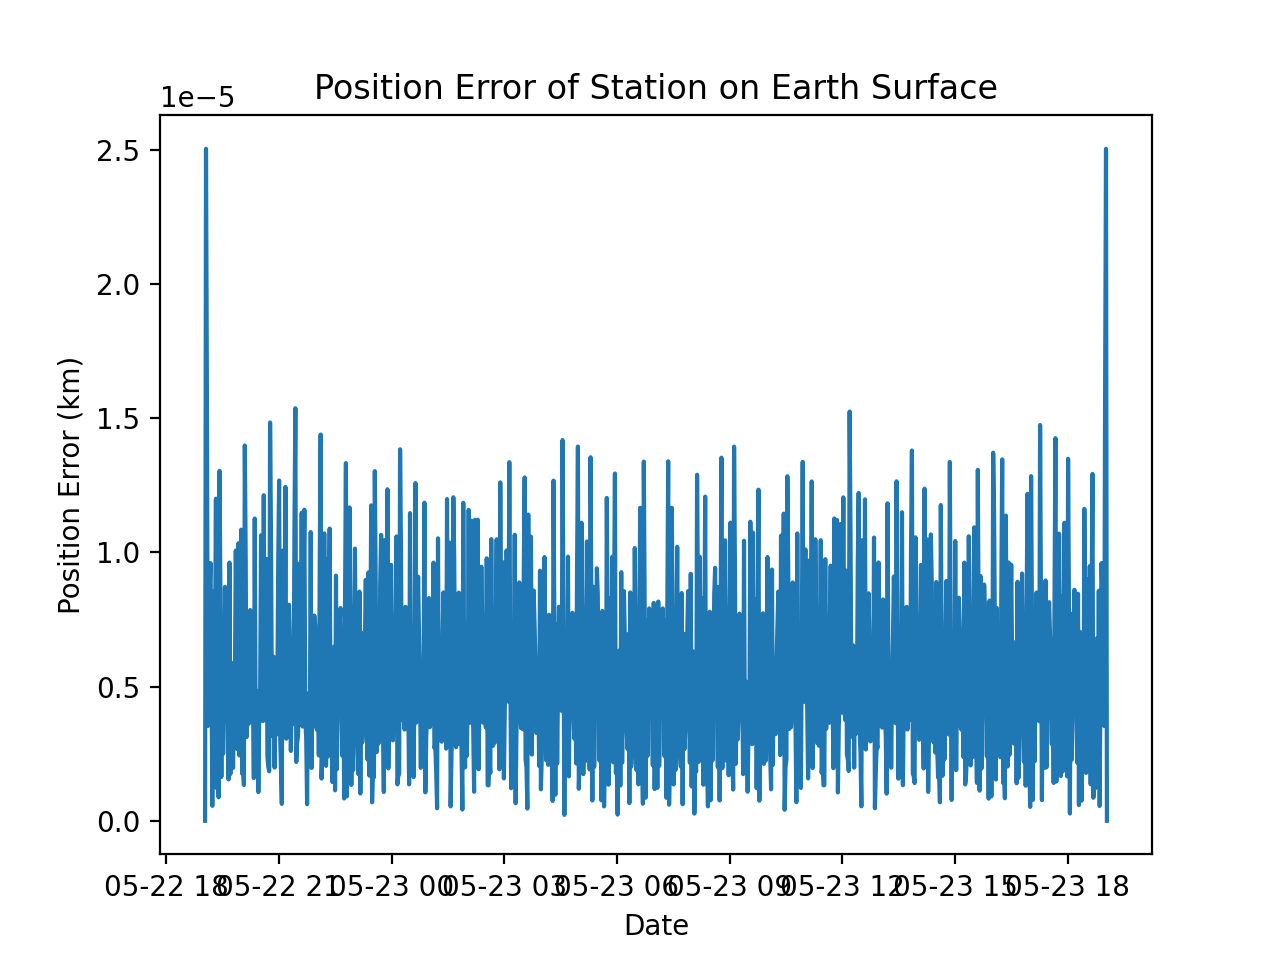 Position Error of Station on Earth Surface
1e−5
2.5
2.0
1.5
1.0
0.5
0.0
Position Error (km)
05-22 18 05-22 21 05-23 00 05-23 03 05-23 06 05-23 09 05-23 12 05-23 15 05-23 18
Date